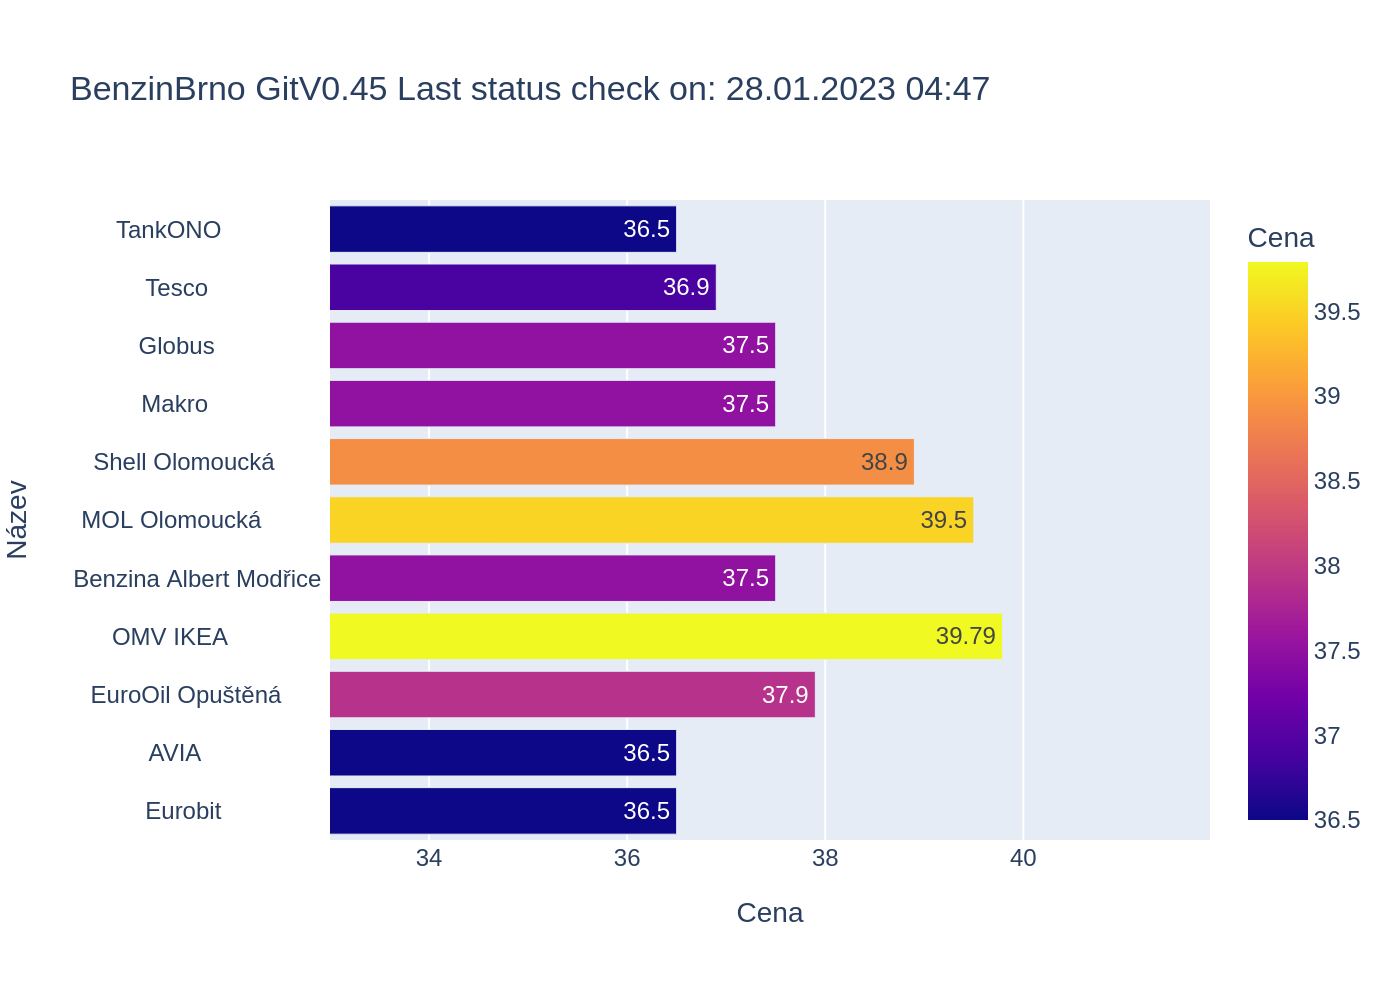 BenzinBrno GitV0.45 Last status check on: 28.01.2023 04:47
Název
TankONO 36.5
Tesco 36.9
Globus 37.5
Makro 37.5
Shell Olomoucká 38.9
MOL Olomoucká 39.5
Benzina Albert Modřice 37.5
OMV IKEA 39.79
EuroOil Opuštěná 37.9
AVIA 36.5
Eurobit 36.5
34 36 38 40
Cena
Cena
39.5
39
38.5
38
37.5
37
36.5